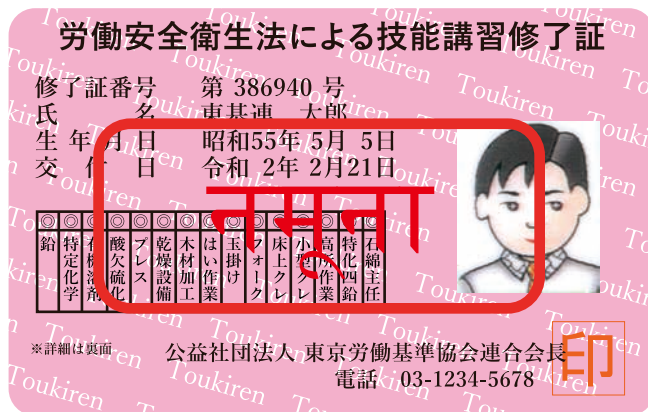 労働安全衛生法による技能講習修了証
修了証番号 第 386940 号
氏 名 東基連 太郎
生年月日 昭和55年 5月 5日
交付日 令和 2年 2月21日
नमूना
◎ ◎ ◎ ◎ ◎ ◎ ◎ ◎ ◎ ◎ ◎ ◎ ◎ ◎ ◎
鉛
特定化学
有機溶剤
酸欠硫化
プレス
乾燥設備
木材加工
はい作業
玉掛け
フォーク
床上クレ
小型クレ
高所作業
特化四鉛
石綿主任
※詳細は裏面
公益社団法人 東京労働基準協会連合会長
電話 03-1234-5678
印
Toukiren